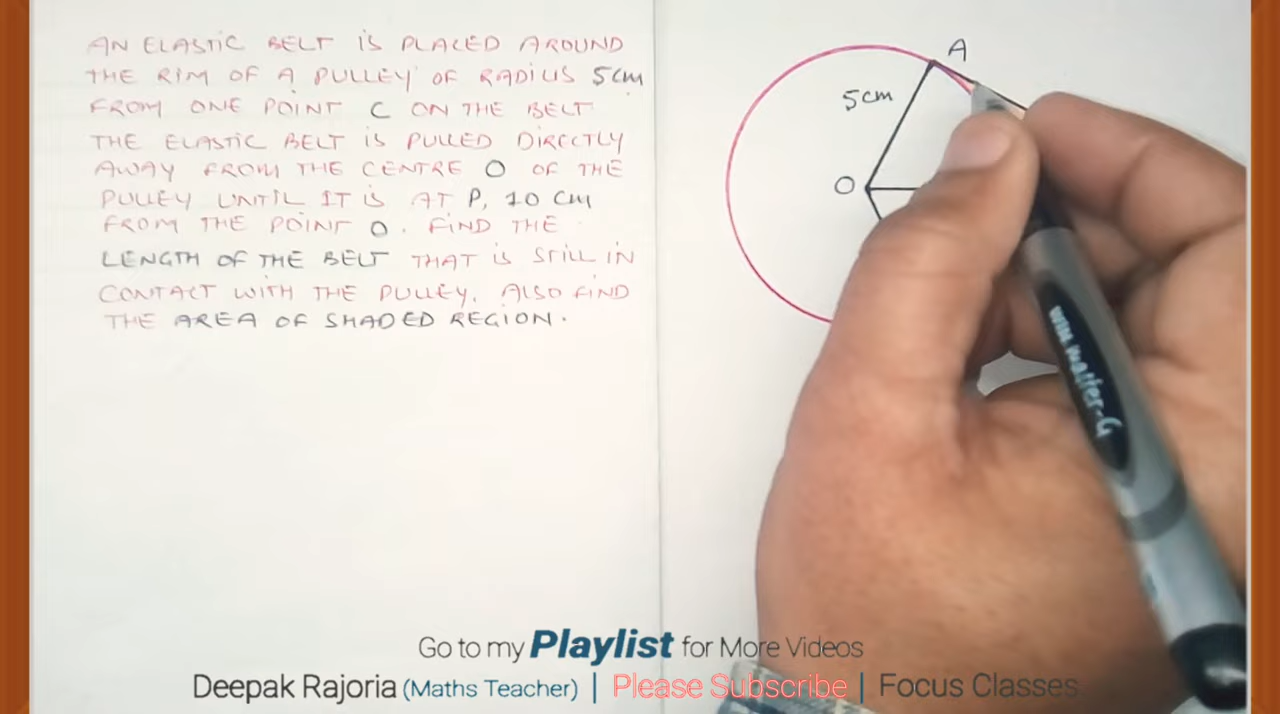 AN ELASTIC BELT IS PLACED AROUND
THE RIM OF A PULLEY OF RADIUS 5cm
FROM ONE POINT C ON THE BELT
THE ELASTIC BELT IS PULLED DIRECTLY
AWAY FROM THE CENTRE O OF THE
PULLEY UNTIL IT IS AT P, 10 CM
FROM THE POINT O. FIND THE
LENGTH OF THE BELT THAT IS STILL IN
CONTACT WITH THE PULLEY. ALSO FIND
THE AREA OF SHADED REGION.
A
5cm
O
Go to my Playlist for More Videos
Deepak Rajoria (Maths Teacher) | Please Subscribe | Focus Classes